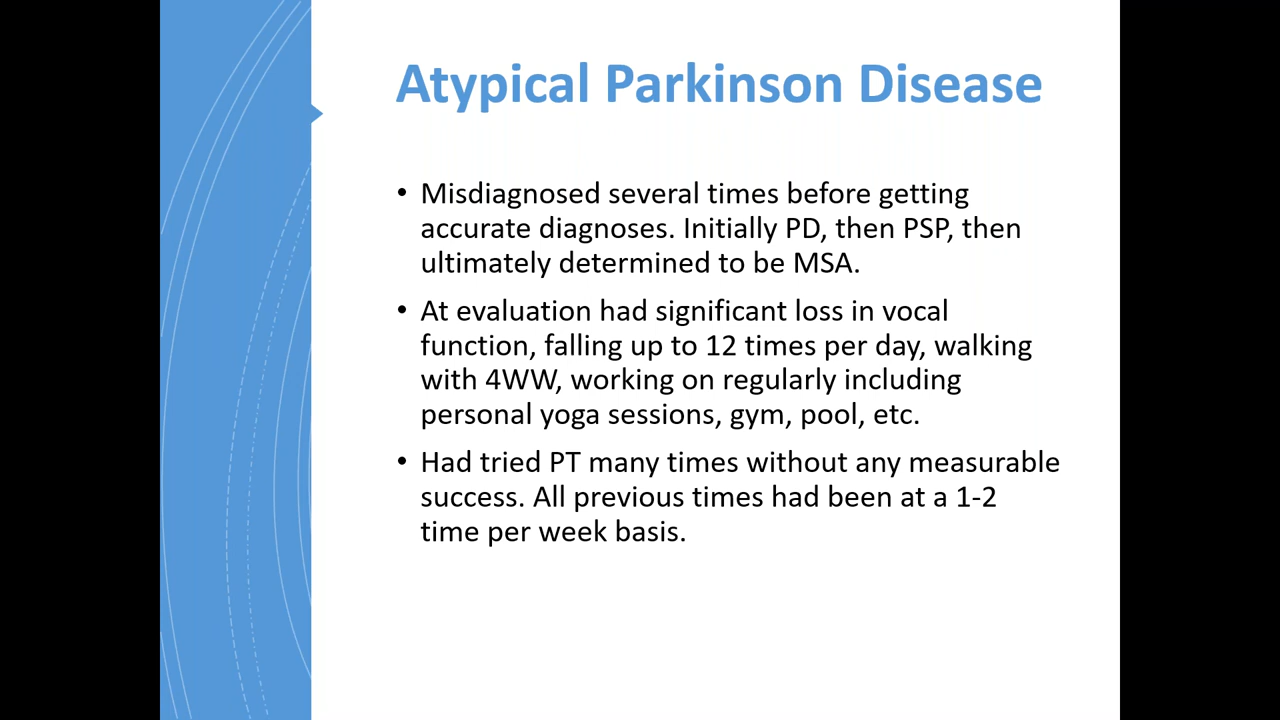 Atypical Parkinson Disease
• Misdiagnosed several times before getting
accurate diagnoses. Initially PD, then PSP, then
ultimately determined to be MSA.
• At evaluation had significant loss in vocal
function, falling up to 12 times per day, walking
with 4WW, working on regularly including
personal yoga sessions, gym, pool, etc.
• Had tried PT many times without any measurable
success. All previous times had been at a 1-2
time per week basis.